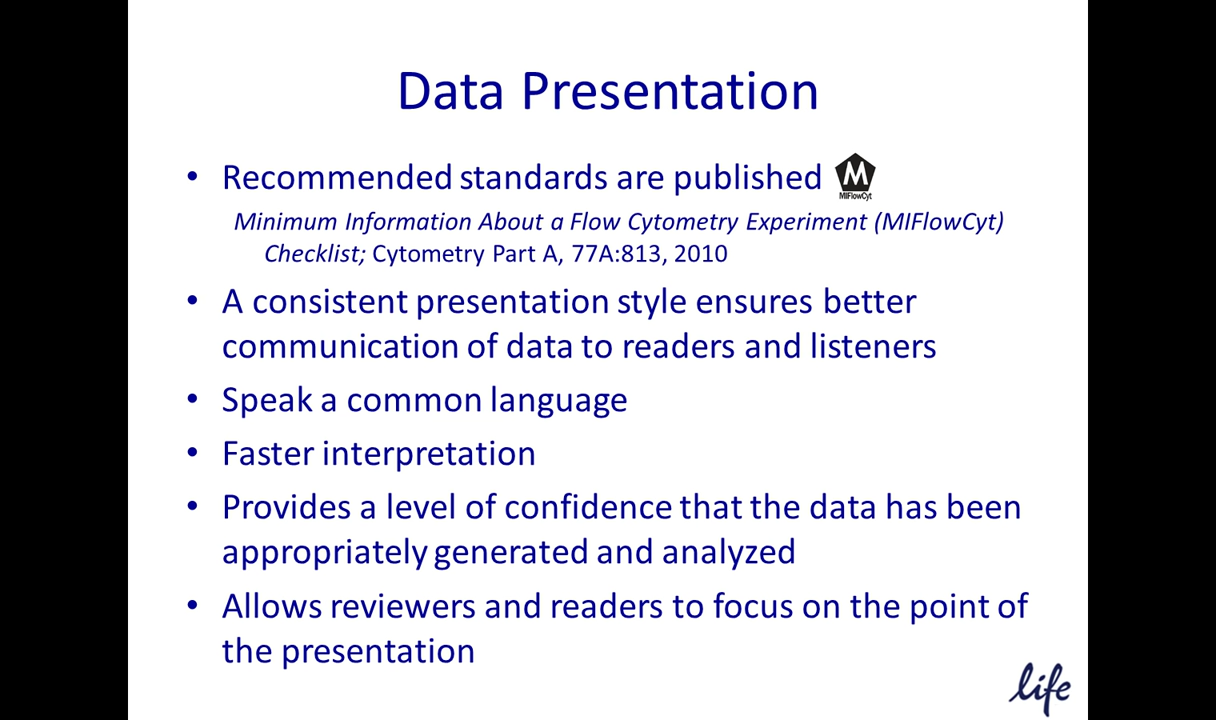 Data Presentation
• Recommended standards are published
M
MIFlowCyt
Minimum Information About a Flow Cytometry Experiment (MIFlowCyt)
Checklist; Cytometry Part A, 77A:813, 2010
• A consistent presentation style ensures better
communication of data to readers and listeners
• Speak a common language
• Faster interpretation
• Provides a level of confidence that the data has been
appropriately generated and analyzed
• Allows reviewers and readers to focus on the point of
the presentation
life